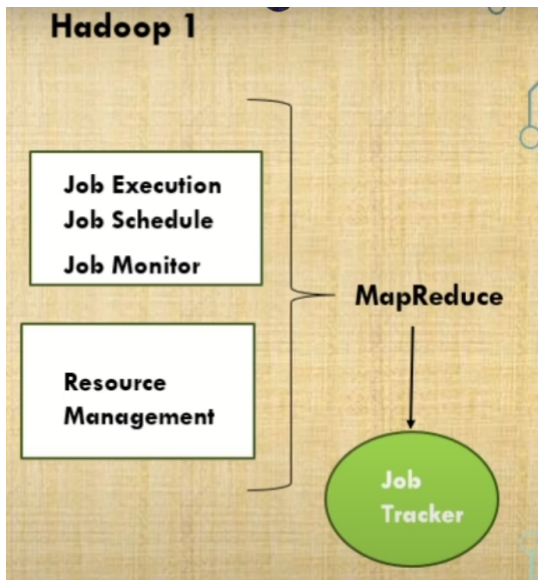 Hadoop 1
Job Execution
Job Schedule
Job Monitor
MapReduce
Resource
Management
Job
Tracker